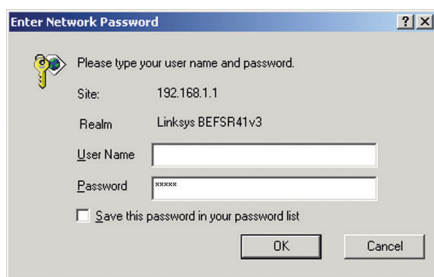 Enter Network Password
Please type your user name and password.
Site: 192.168.1.1
Realm Linksys BEFSR41v3
User Name
Password *****
Save this password in your password list
OK Cancel